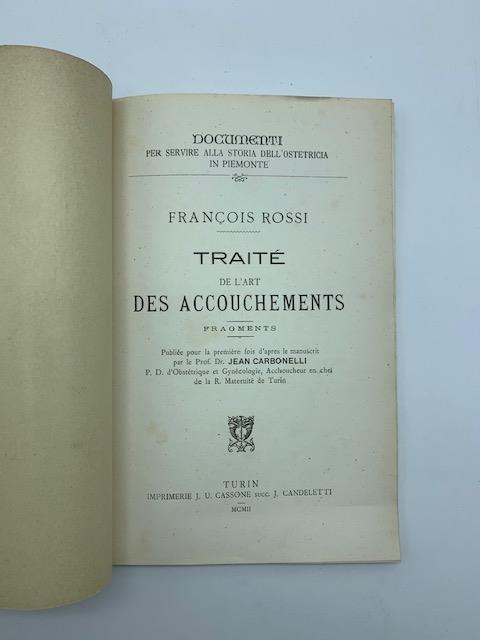 DOCUMENTI
PER SERVIRE ALLA STORIA DELL'OSTETRICIA
IN PIEMONTE
FRANÇOIS ROSSI
TRAITÉ
DE L'ART
DES ACCOUCHEMENTS
FRAGMENTS
Publiée pour la première fois d'apres le manuscrit
par le Prof. Dr. JEAN CARBONELLI
P. D. d'Obstétrique et Gynécologie, Acchoucheur en chef
de la R. Maternité de Turin
TURIN
IMPRIMERIE J. U. CASSONE SUCC. J. CANDELETTI
MCMII